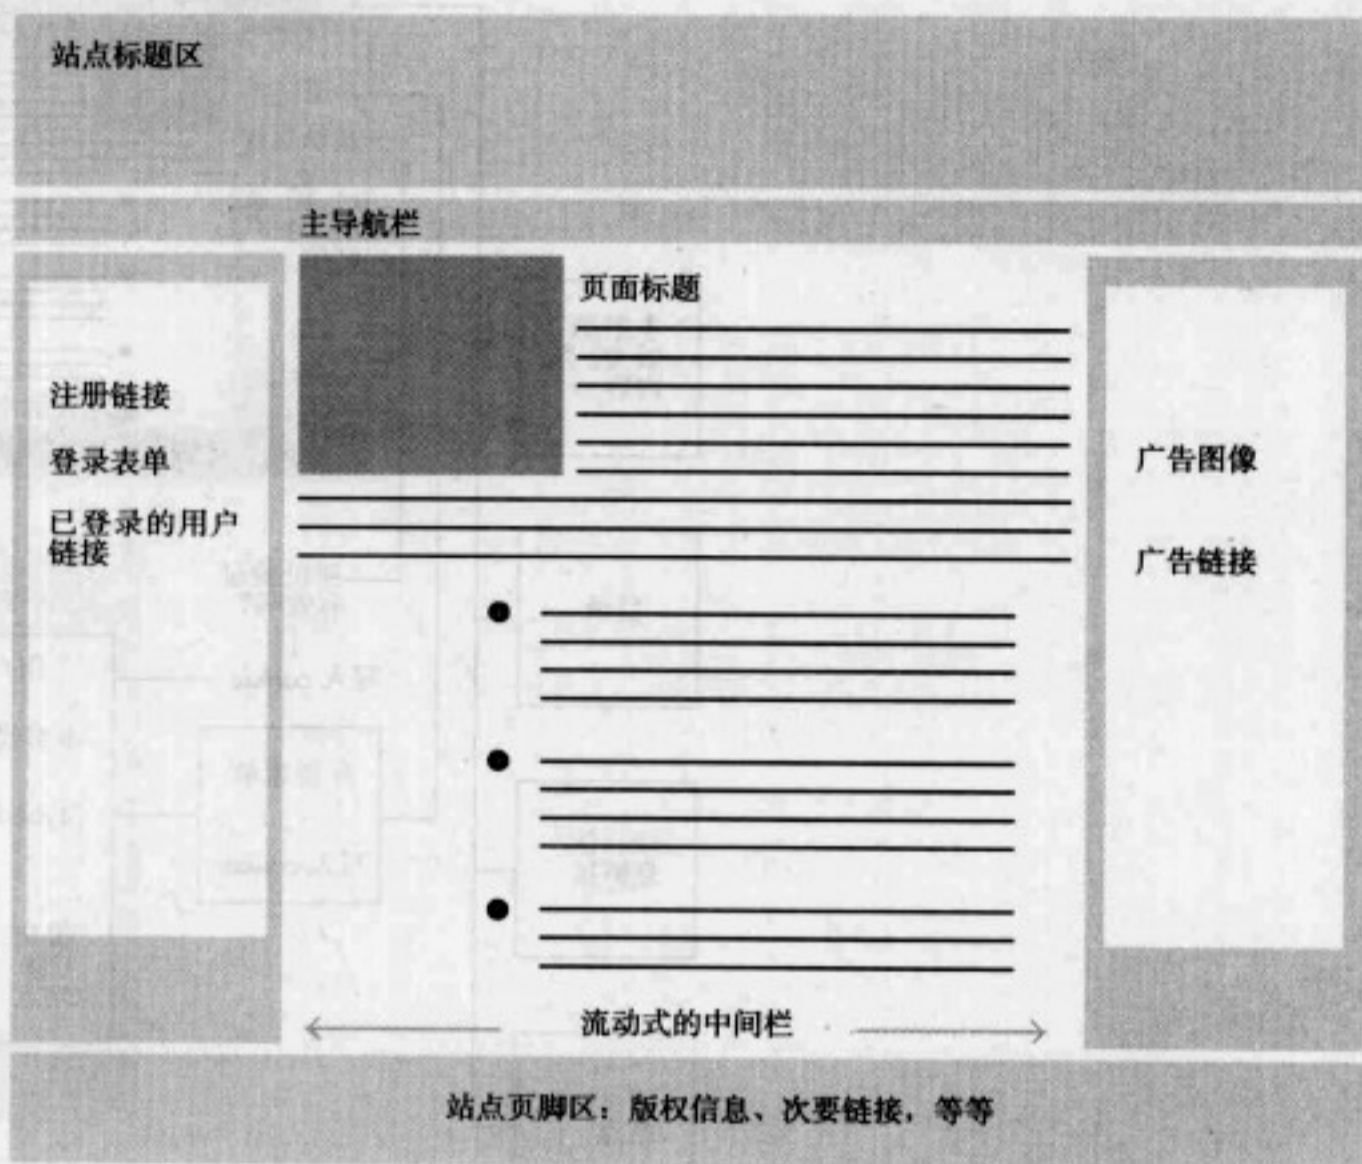 站点标题区
主导航栏
页面标题
注册链接
登录表单
已登录的用户
链接
广告图像
广告链接
流动式的中间栏
站点页脚区：版权信息、次要链接，等等